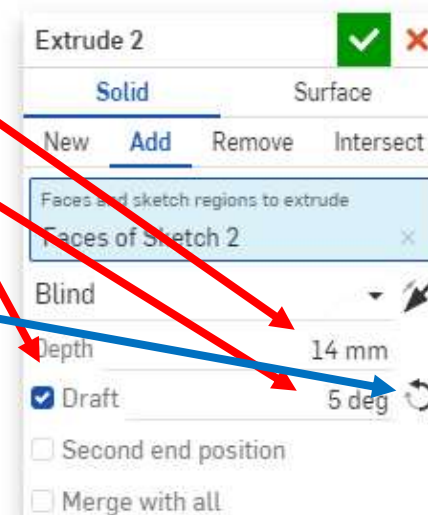 Extrude 2
Solid Surface
New Add Remove Intersect
Faces and sketch regions to extrude
Faces of Sketch 2
Blind
Depth 14 mm
Draft 5 deg
Second end position
Merge with all